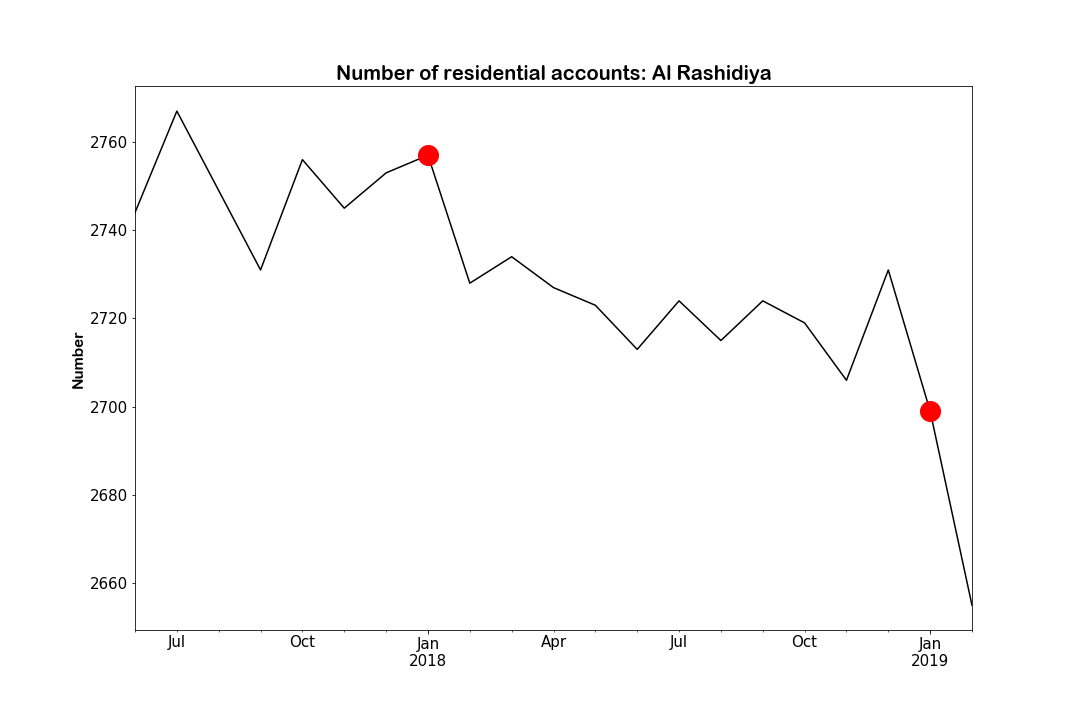 Number of residential accounts: Al Rashidiya
2760
2740
2720
2700
2680
2660
Number
Jul
Oct
Jan
2018
Apr
Jul
Oct
Jan
2019